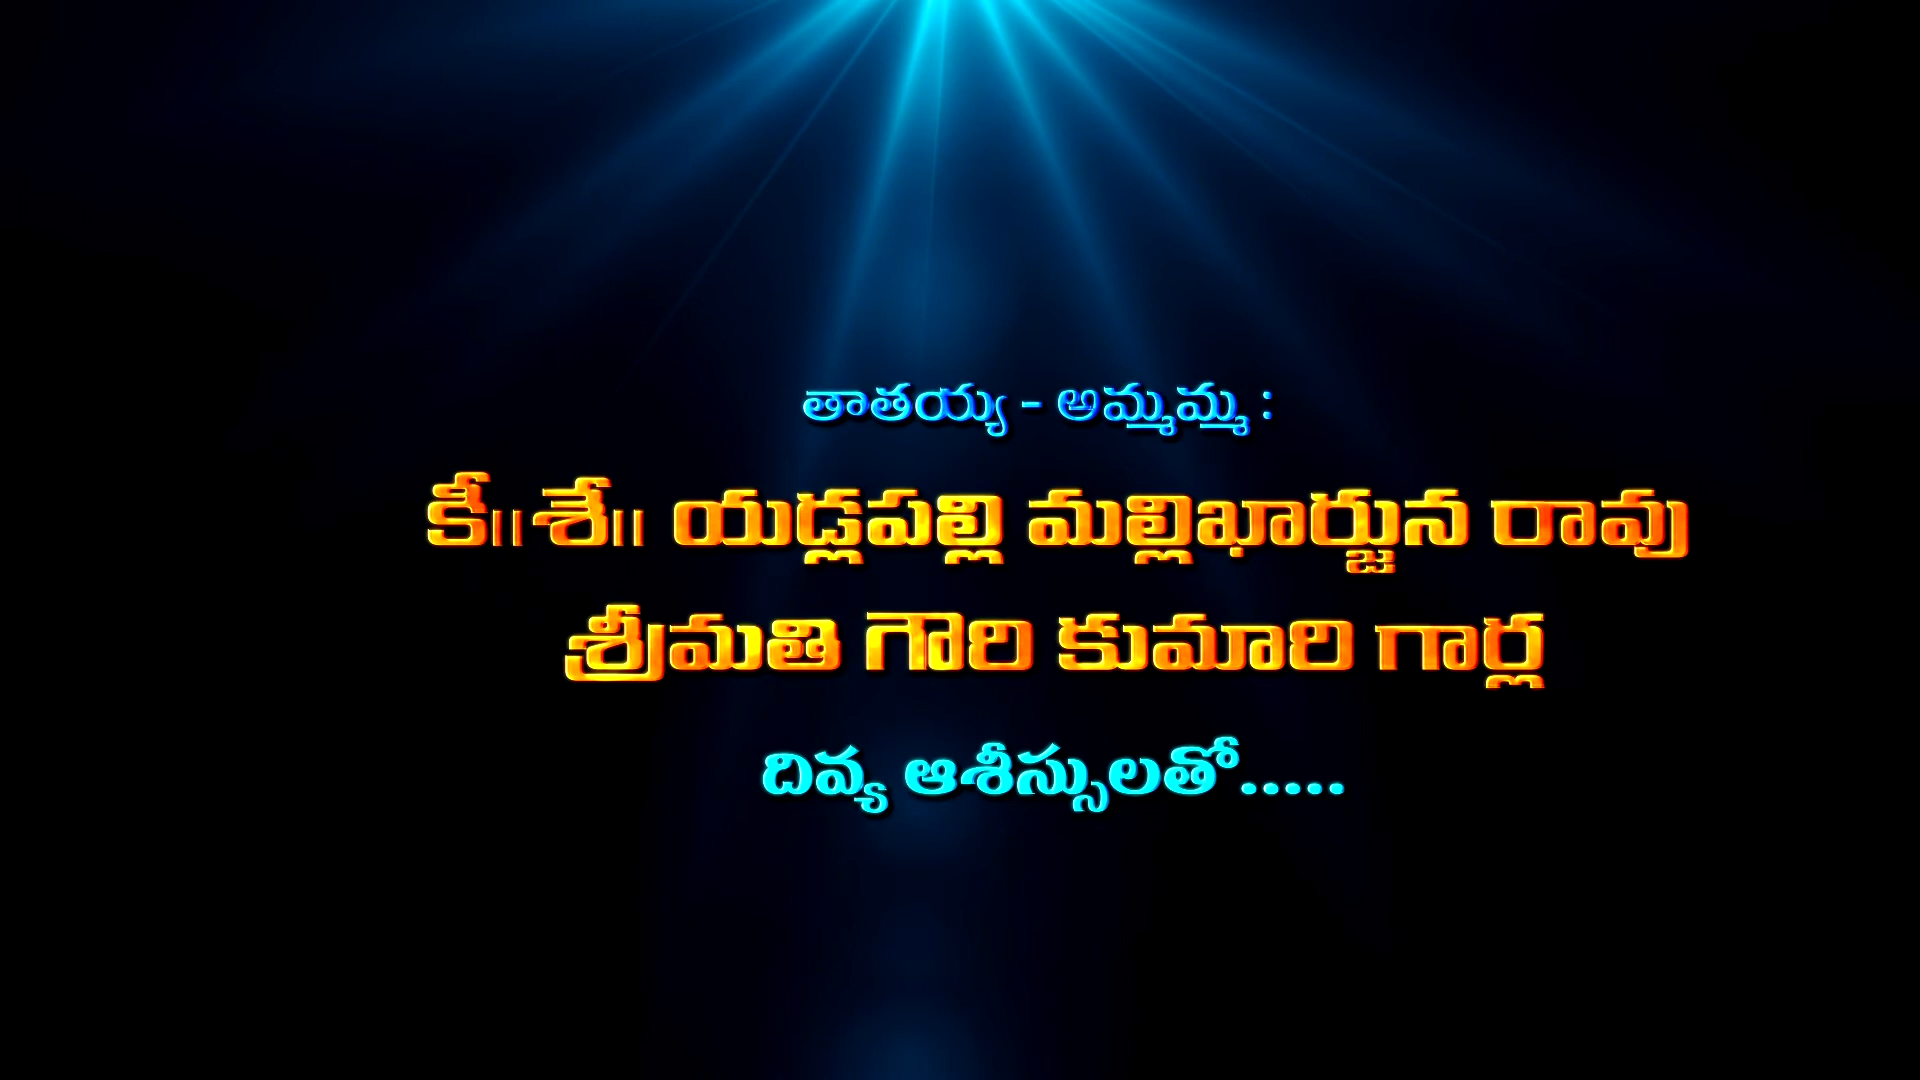 తాతయ్య - అమ్మమ్మ :
కీ॥శే॥ యడ్లపల్లి మల్లిఖార్జున రావు
శ్రీమతి గౌరి కుమారి గార్ల
దివ్య ఆశీస్సులతో.....